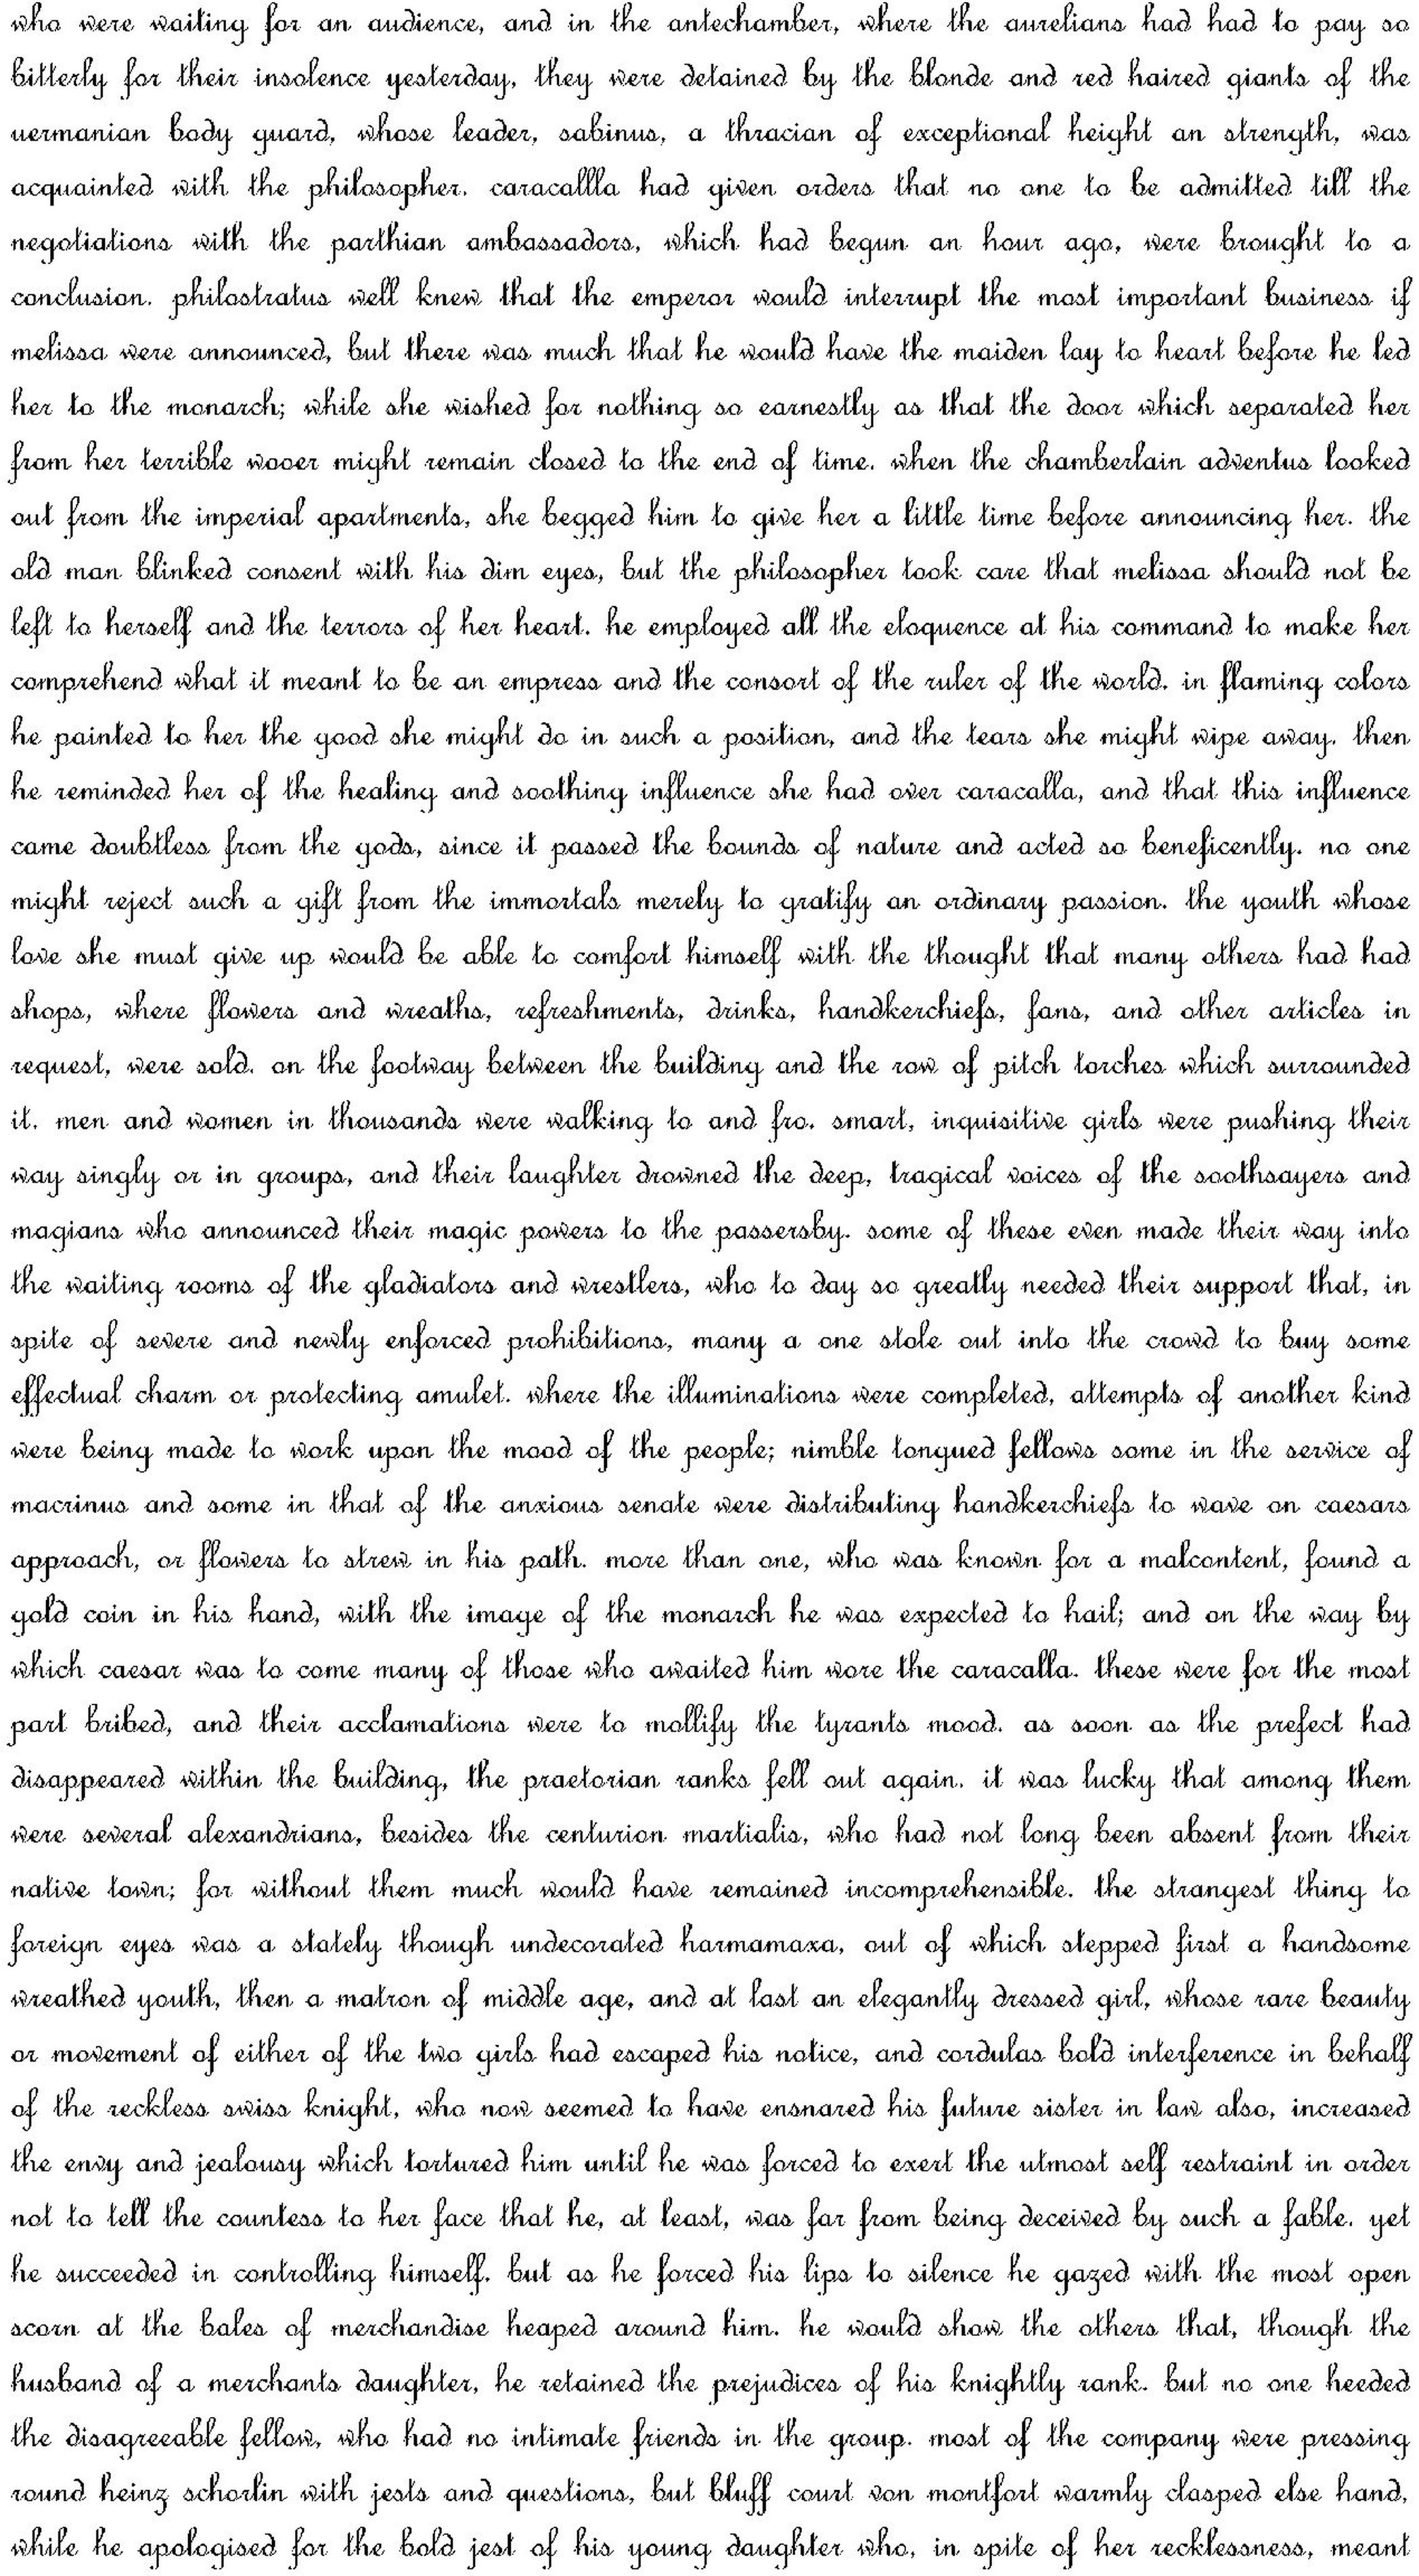 who were waiting for an audience, and in the antechamber, where the aurelians had had to pay so
bitterly for their insolence yesterday, they were detained by the blonde and red haired giants of the
uermanian body guard, whose leader, sabinus, a thracian of exceptional height an strength, was
acquainted with the philosopher. caracallla had given orders that no one to be admitted till the
negotiations with the parthian ambassadors, which had begun an hour ago, were brought to a
conclusion. philostratus well knew that the emperor would interrupt the most important business if
melissa were announced, but there was much that he would have the maiden lay to heart before he led
her to the monarch; while she wished for nothing so earnestly as that the door which separated her
from her terrible wooer might remain closed to the end of time. when the chamberlain adventus looked
out from the imperial apartments, she begged him to give her a little time before announcing her. the
old man blinked consent with his dim eyes, but the philosopher took care that melissa should not be
left to herself and the terrors of her heart. he employed all the eloquence at his command to make her
comprehend what it meant to be an empress and the consort of the ruler of the world. in flaming colors
he painted to her the good she might do in such a position, and the tears she might wipe away. then
he reminded her of the healing and soothing influence she had over caracalla, and that this influence
came doubtless from the gods, since it passed the bounds of nature and acted so beneficently. no one
might reject such a gift from the immortals merely to gratify an ordinary passion. the youth whose
love she must give up would be able to comfort himself with the thought that many others had had
shops, where flowers and wreaths, refreshments, drinks, handkerchiefs, fans, and other articles in
request, were sold. on the footway between the building and the row of pitch torches which surrounded
it. men and women in thousands were walking to and fro. smart, inquisitive girls were pushing their
way singly or in groups, and their laughter drowned the deep, tragical voices of the soothsayers and
magians who announced their magic powers to the passersby. some of these even made their way into
the waiting rooms of the gladiators and wrestlers, who to day so greatly needed their support that, in
spite of severe and newly enforced prohibitions, many a one stole out into the crowd to buy some
effectual charm or protecting amulet. where the illuminations were completed, attempts of another kind
were being made to work upon the mood of the people; nimble tongued fellows some in the service of
macrinus and some in that of the anxious senate were distributing handkerchiefs to wave on caesars
approach, or flowers to strew in his path. more than one, who was known for a malcontent, found a
gold coin in his hand, with the image of the monarch he was expected to hail; and on the way by
which caesar was to come many of those who awaited him wore the caracalla. these were for the most
part bribed, and their acclamations were to mollify the tyrants mood. as soon as the prefect had
disappeared within the building, the praetorian ranks fell out again. it was lucky that among them
were several alexandrians, besides the centurion martialis, who had not long been absent from their
native town; for without them much would have remained incomprehensible. the strangest thing to
foreign eyes was a stately though undecorated harmamaxa, out of which stepped first a handsome
wreathed youth, then a matron of middle age, and at last an elegantly dressed girl, whose rare beauty
or movement of either of the two girls had escaped his notice, and cordulas bold interference in behalf
of the reckless swiss knight, who now seemed to have ensnared his future sister in law also, increased
the envy and jealousy which tortured him until he was forced to exert the utmost self restraint in order
not to tell the countess to her face that he, at least, was far from being deceived by such a fable. yet
he succeeded in controlling himself. but as he forced his lips to silence he gazed with the most open
scorn at the bales of merchandise heaped around him. he would show the others that, though the
husband of a merchants daughter, he retained the prejudices of his knightly rank. but no one heeded
the disagreeable fellow, who had no intimate friends in the group. most of the company were pressing
round heinz schorlin with jests and questions, but bluff court von montfort warmly clasped else hand,
while he apologised for the bold jest of his young daughter who, in spite of her recklessness, meant